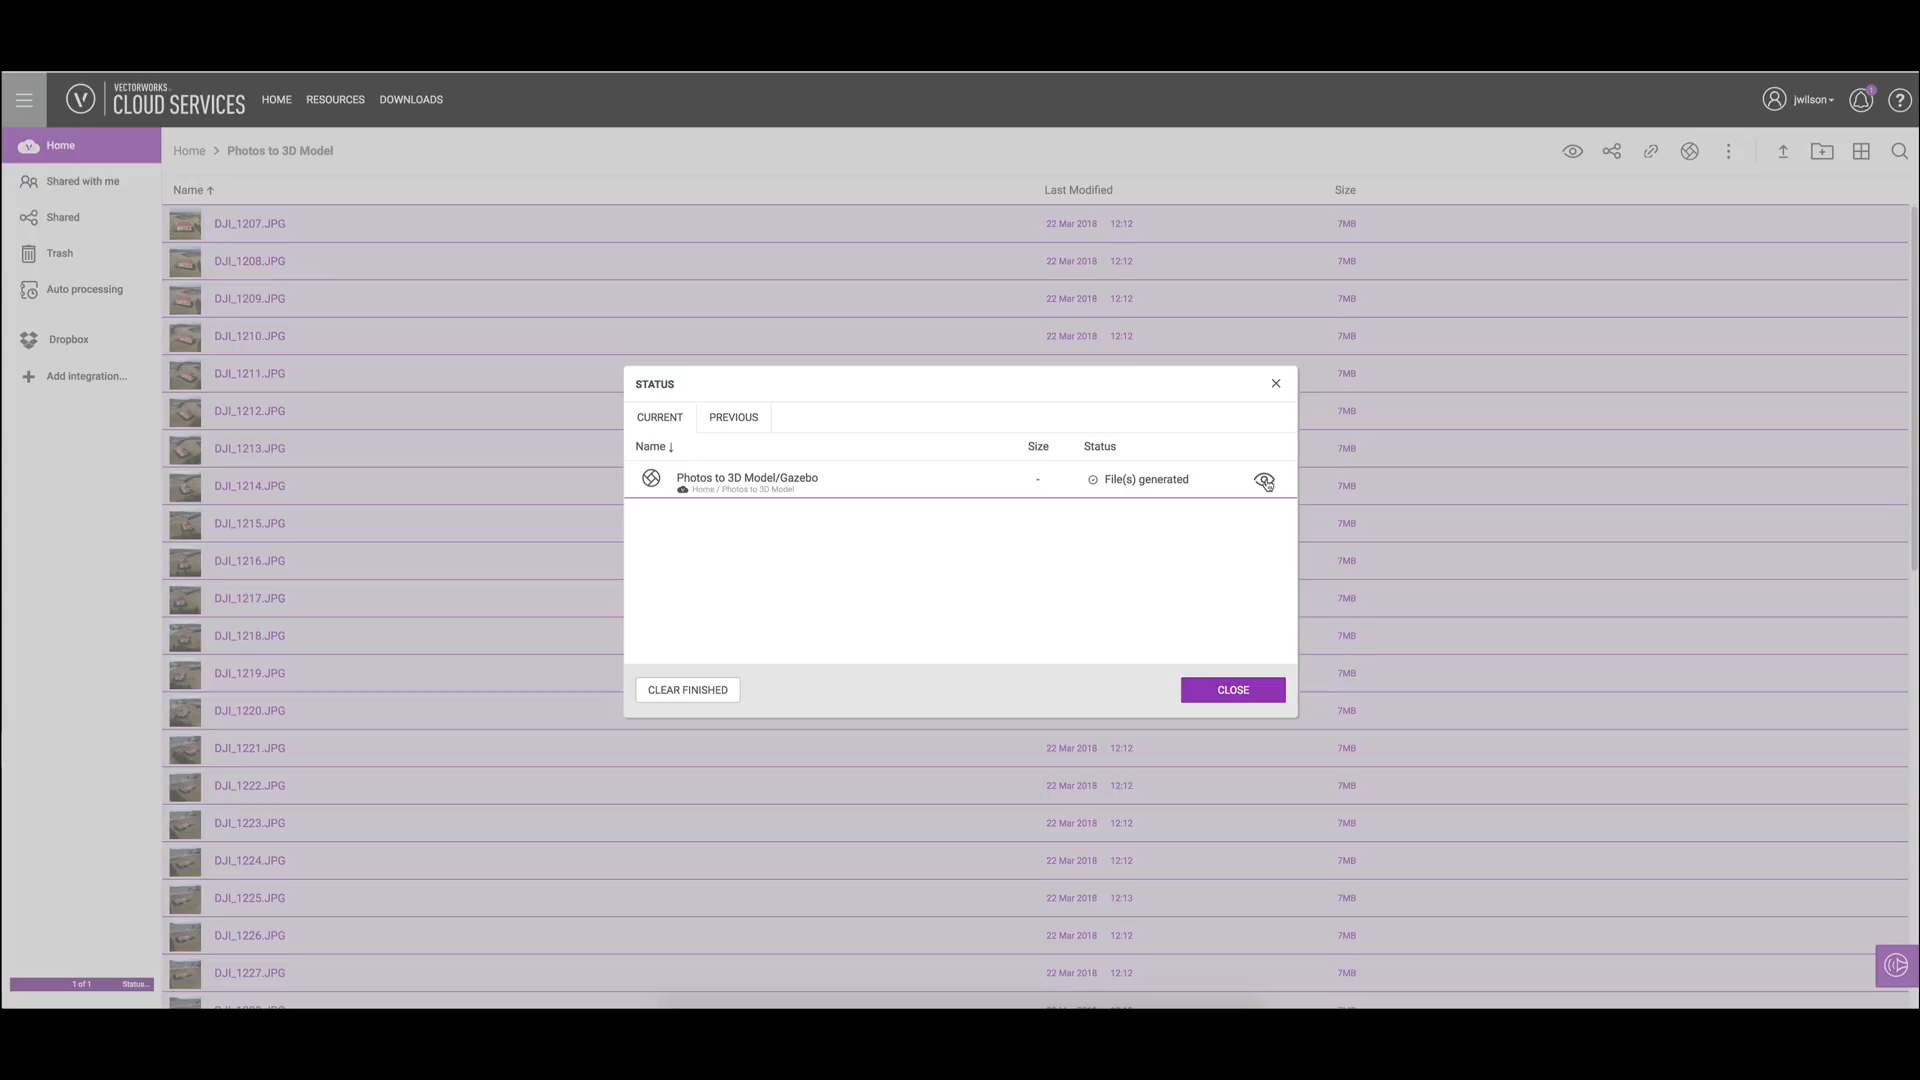 VECTORWORKS
CLOUD SERVICES
HOME RESOURCES DOWNLOADS
jwilson
1
?
Home
Shared with me
Shared
Trash
Auto processing
Dropbox
Add integration...
1 of 1 Status...
Home > Photos to 3D Model
Name ↑ Last Modified Size
DJI_1207.JPG 22 Mar 2018 12:12 7MB
DJI_1208.JPG 22 Mar 2018 12:12 7MB
DJI_1209.JPG 22 Mar 2018 12:12 7MB
DJI_1210.JPG 22 Mar 2018 12:12 7MB
DJI_1211.JPG 7MB
DJI_1212.JPG 7MB
DJI_1213.JPG 7MB
DJI_1214.JPG 7MB
DJI_1215.JPG 7MB
DJI_1216.JPG 7MB
DJI_1217.JPG 7MB
DJI_1218.JPG 7MB
DJI_1219.JPG 7MB
DJI_1220.JPG 7MB
DJI_1221.JPG 22 Mar 2018 12:12 7MB
DJI_1222.JPG 22 Mar 2018 12:12 7MB
DJI_1223.JPG 22 Mar 2018 12:12 7MB
DJI_1224.JPG 22 Mar 2018 12:12 7MB
DJI_1225.JPG 22 Mar 2018 12:13 7MB
DJI_1226.JPG 22 Mar 2018 12:12 7MB
DJI_1227.JPG 22 Mar 2018 12:12 7MB
STATUS
CURRENT PREVIOUS
Name ↓ Size Status
Photos to 3D Model/Gazebo - File(s) generated
Home / Photos to 3D Model
CLEAR FINISHED CLOSE